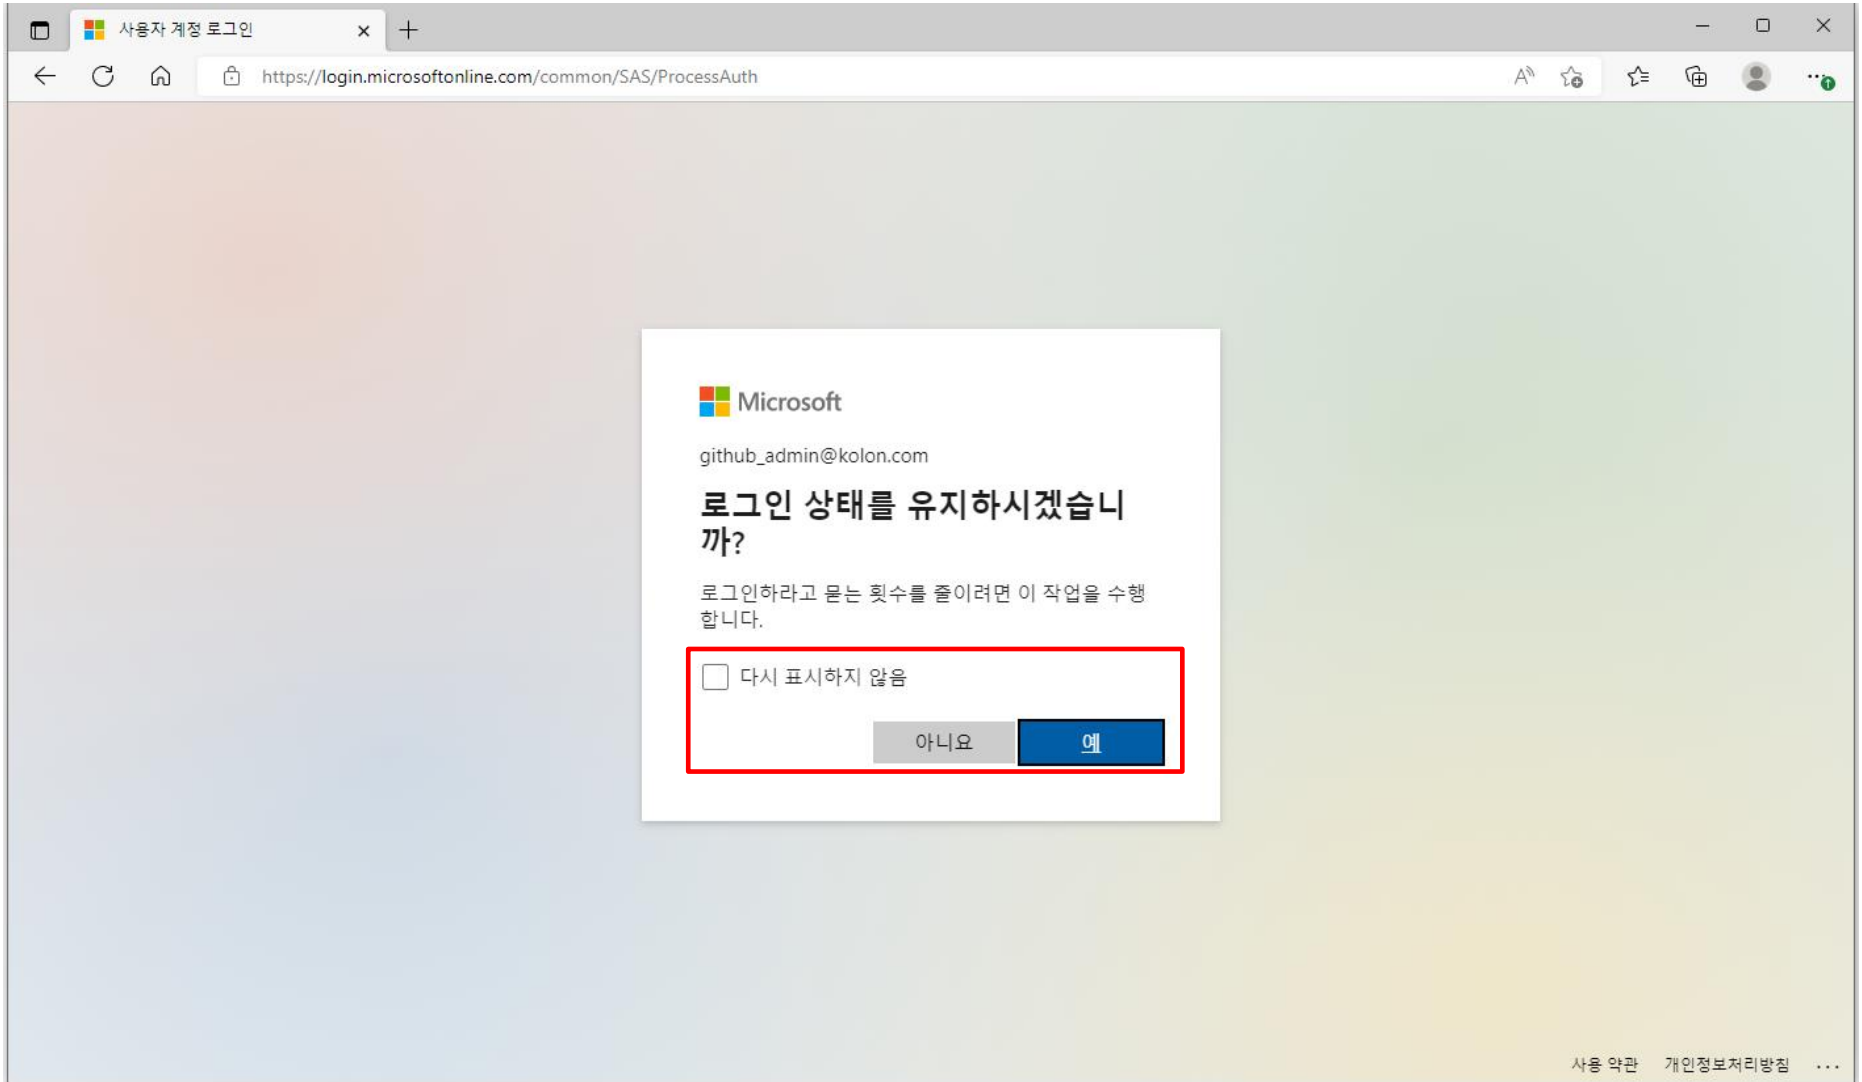 사용자 계정 로그인
https://login.microsoftonline.com/common/SAS/ProcessAuth
Microsoft
github_admin@kolon.com
로그인 상태를 유지하시겠습니
까?
로그인하라고 묻는 횟수를 줄이려면 이 작업을 수행
합니다.
다시 표시하지 않음
아니요 예
사용 약관 개인정보처리방침 ...